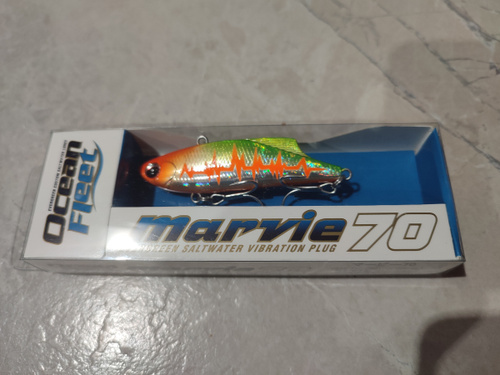 Ocean
Fleet
marvie 70
SALTWATER VIBRATION PLUG